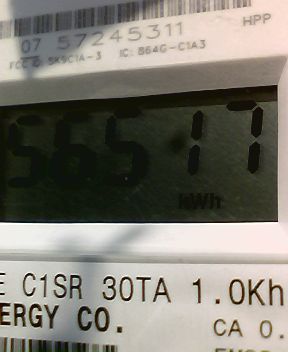 07 57245311
HPP
FCC ID: SK9C1A-3 IC: 864G-C1A3
56517
kWh
E C1SR 30TA 1.0Kh
ERGY CO.
CA 0.